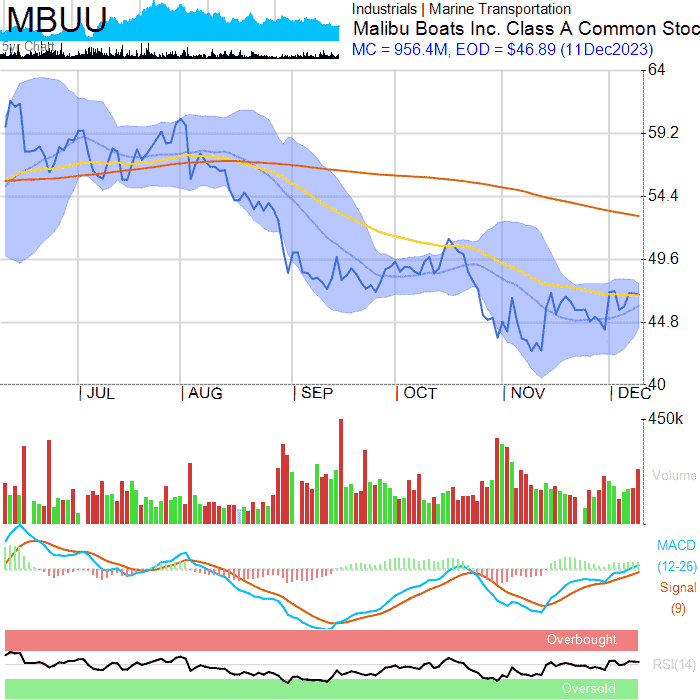 MBUU
Industrials | Marine Transportation
Malibu Boats Inc. Class A Common Stoc
5yr Chart
MC = 956.4M, EOD = $46.89 (11Dec2023)
64
59.2
54.4
49.6
44.8
40
JUL
AUG
SEP
OCT
NOV
DEC
450k
Volume
MACD
(12-26)
Signal
(9)
Overbought
RSI(14)
Oversold